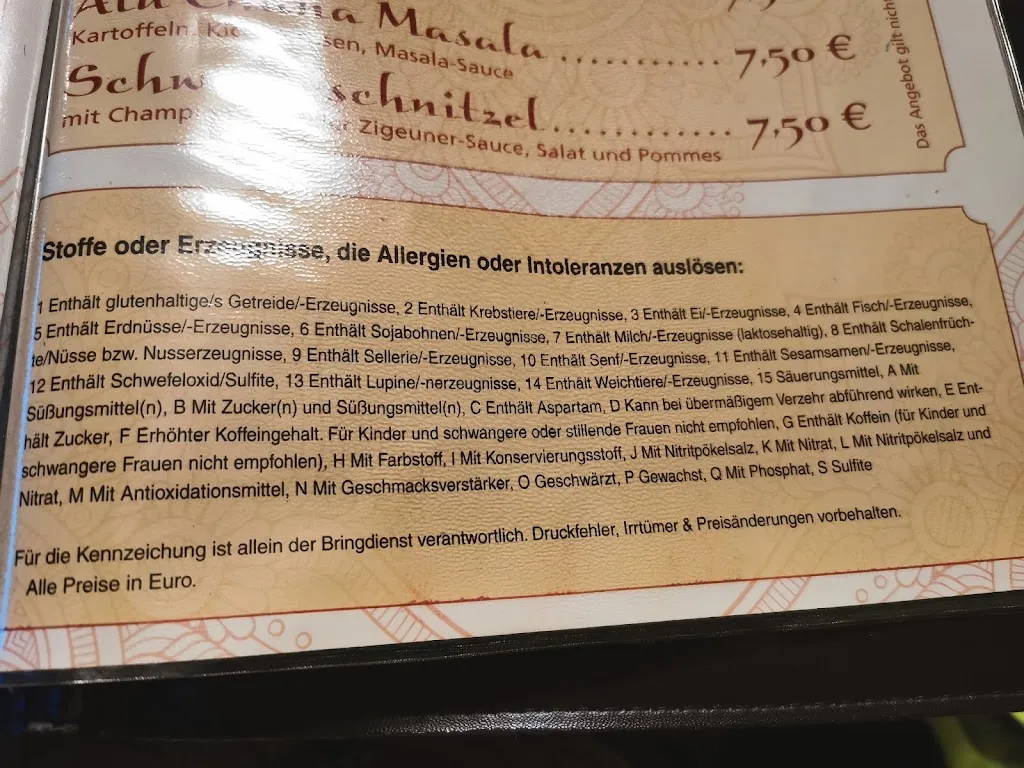 Masala .......... 7,50 €
Kartoffeln, Masala-Sauce
schnitzel............ 7,50 €
mit Zigeuner-Sauce, Salat und Pommes
Das Angebot gilt nicht
Stoffe oder Erzeugnisse, die Allergien oder Intoleranzen auslösen:
1 Enthält glutenhaltige/s Getreide/-Erzeugnisse, 2 Enthält Krebstiere/-Erzeugnisse, 3 Enthält Ei/-Erzeugnisse, 4 Enthält Fisch/-Erzeugnisse,
5 Enthält Erdnüsse/-Erzeugnisse, 6 Enthält Sojabohnen/-Erzeugnisse, 7 Enthält Milch/-Erzeugnisse (laktosehaltig), 8 Enthält Schalenfrüch-
te/Nüsse bzw. Nusserzeugnisse, 9 Enthält Sellerie/-Erzeugnisse, 10 Enthält Senf/-Erzeugnisse, 11 Enthält Sesamsamen/-Erzeugnisse,
12 Enthält Schwefeloxid/Sulfite, 13 Enthält Lupine/-nerzeugnisse, 14 Enthält Weichtiere/-Erzeugnisse, 15 Säuerungsmittel, A Mit
Süßungsmittel(n), B Mit Zucker(n) und Süßungsmittel(n), C Enthält Aspartam, D Kann bei übermäßigem Verzehr abführend wirken, E Ent-
hält Zucker, F Erhöhter Koffeingehalt. Für Kinder und schwangere oder stillende Frauen nicht empfohlen, G Enthält Koffein (für Kinder und
schwangere Frauen nicht empfohlen), H Mit Farbstoff, I Mit Konservierungsstoff, J Mit Nitritpökelsalz, K Mit Nitrat, L Mit Nitritpökelsalz und
Nitrat, M Mit Antioxidationsmittel, N Mit Geschmacksverstärker, O Geschwärzt, P Gewachst, Q Mit Phosphat, S Sulfite
Für die Kennzeichung ist allein der Bringdienst verantwortlich. Druckfehler, Irrtümer & Preisänderungen vorbehalten.
Alle Preise in Euro.